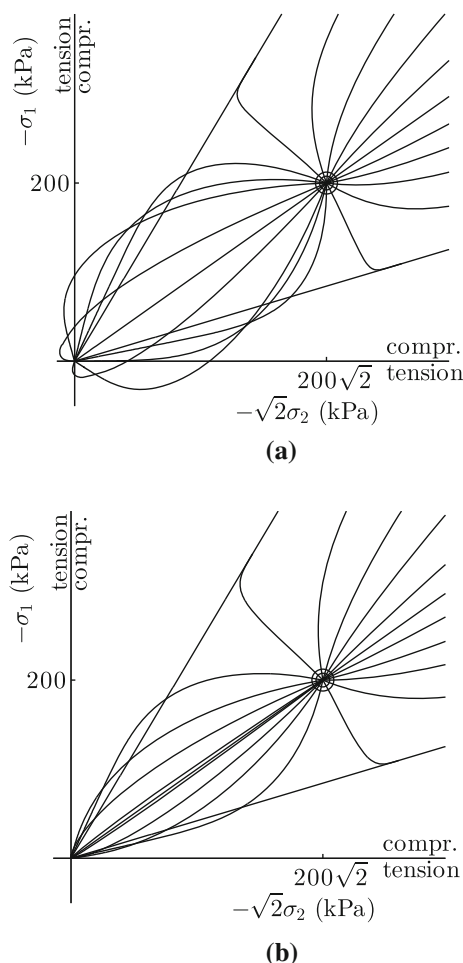 −σ₁ (kPa)
tension
compr.
200
200√2
compr.
tension
−√2σ₂ (kPa)
(a)
−σ₁ (kPa)
tension
compr.
200
200√2
compr.
tension
−√2σ₂ (kPa)
(b)